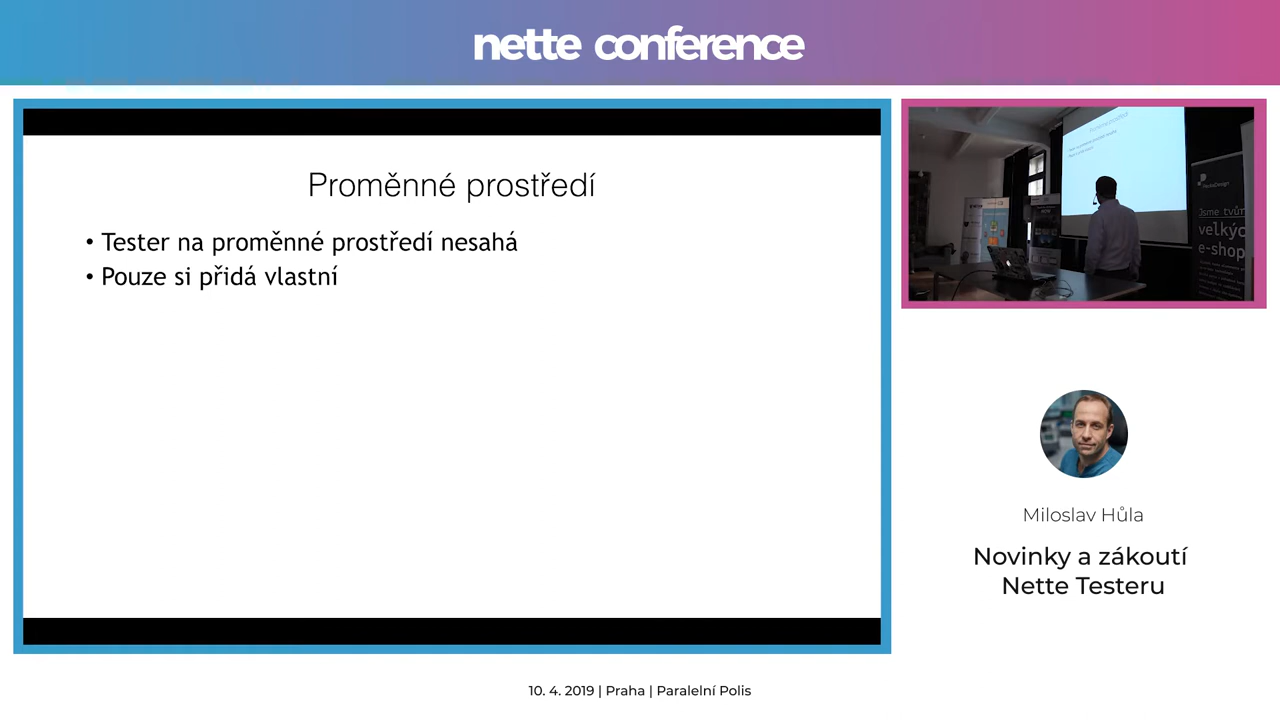 nette conference
Proměnné prostředí
• Tester na proměnné prostředí nesahá
• Pouze si přidá vlastní
Jsme tvůr
velkýc
e-shop
Miloslav Hůla
Novinky a zákoutí
Nette Testeru
10. 4. 2019 | Praha | Paralelní Polis